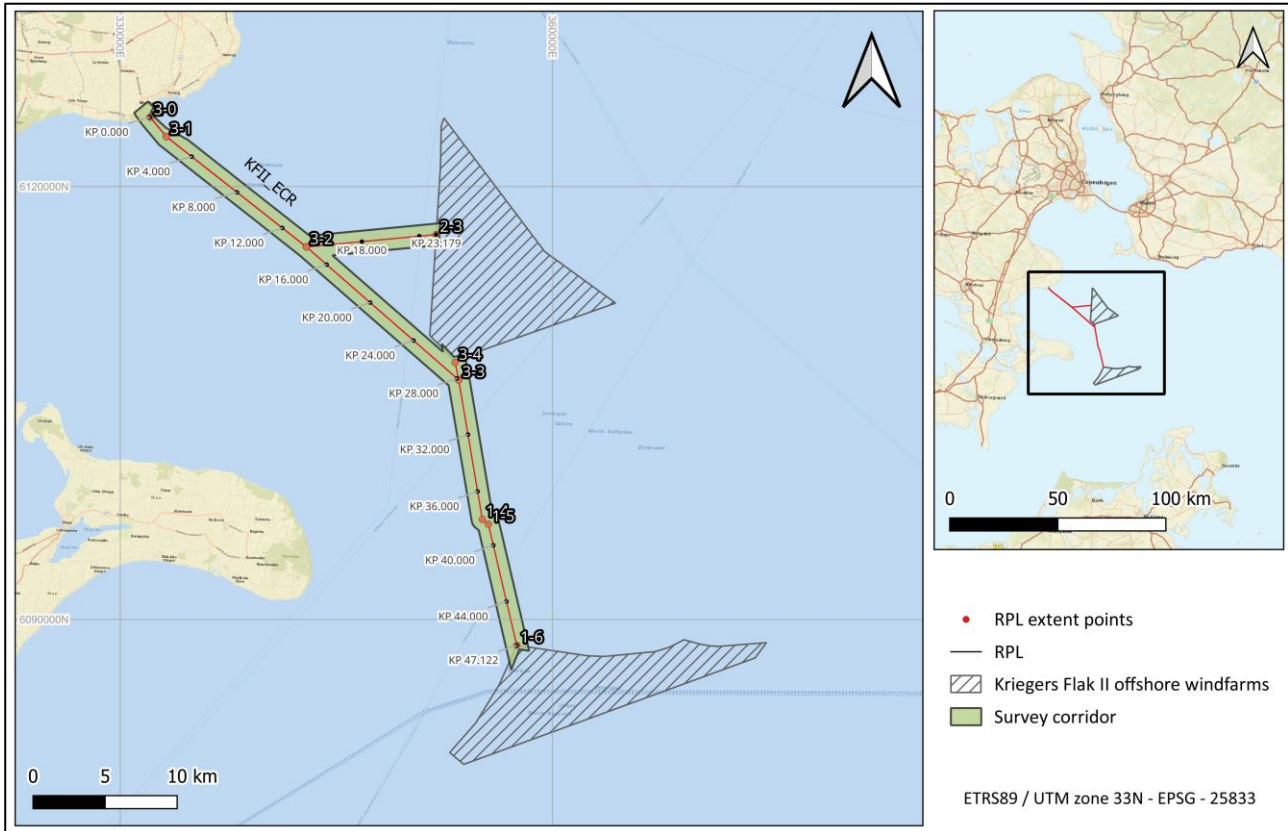 3300000E
3600000E
3-0
KP 0.000
3-1
KP 4.000
KFII_ECR
6120000N
KP 8.000
KP 12.000
3-2
2-3
KP 18.000
KP 23.179
KP 16.000
KP 20.000
KP 24.000
3-4
3-3
KP 28.000
KP 32.000
KP 36.000
1-4
1-5
KP 40.000
KP 44.000
6090000N
1-6
KP 47.122
0 5 10 km
Copenhagen
0 50 100 km
RPL extent points
RPL
Kriegers Flak II offshore windfarms
Survey corridor
ETRS89 / UTM zone 33N - EPSG - 25833